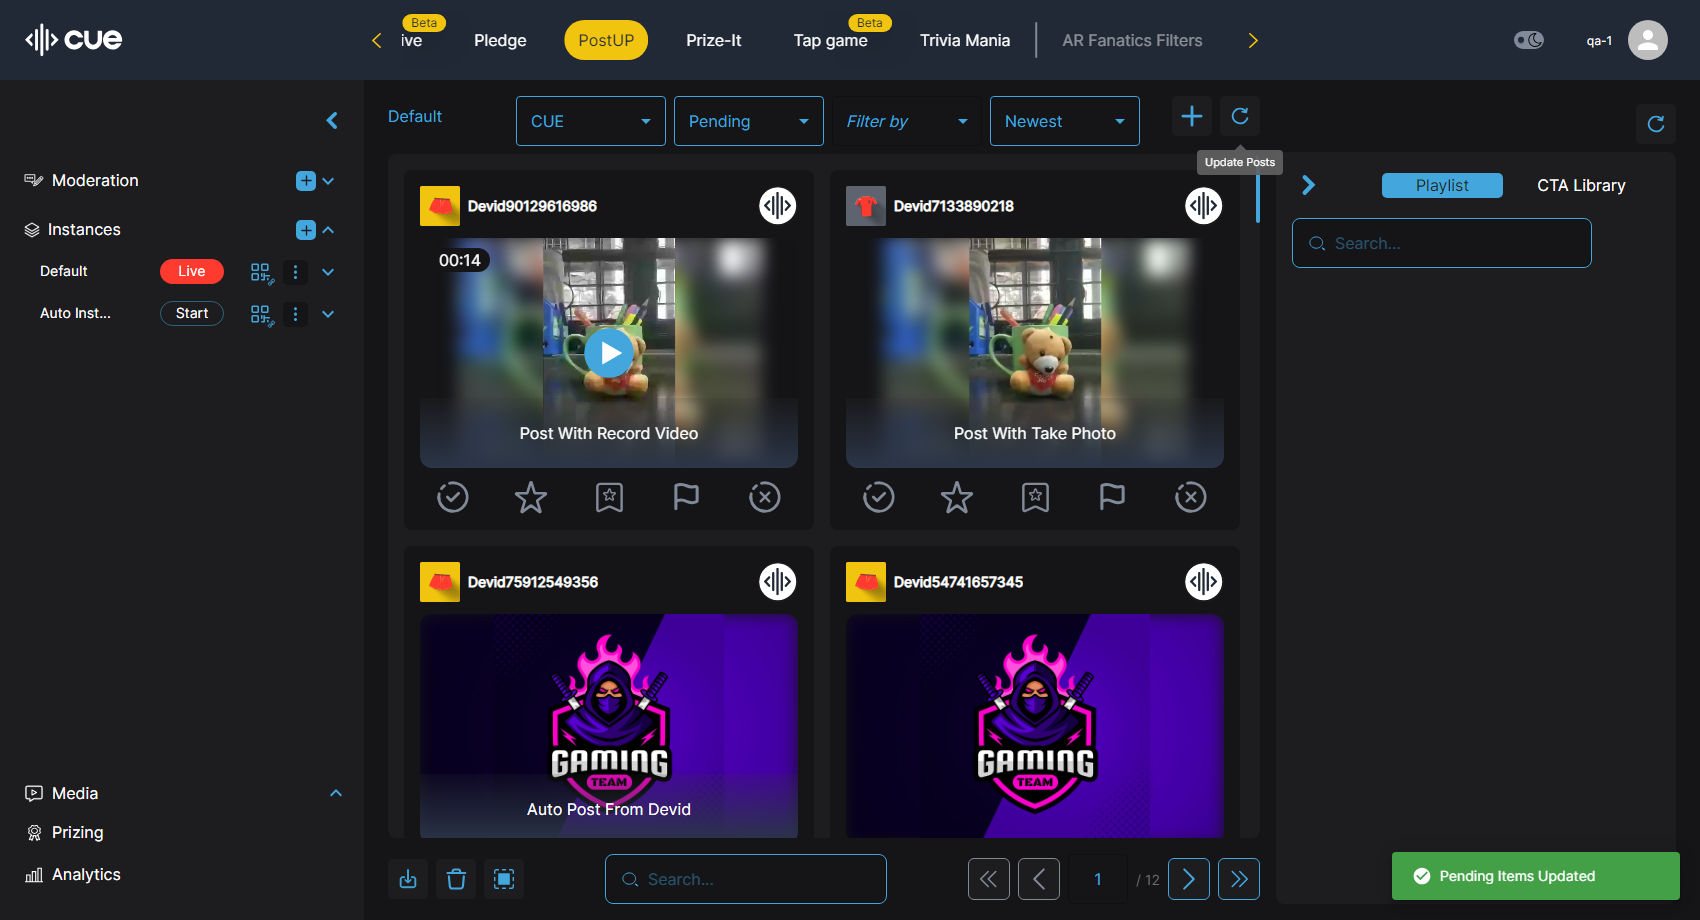 cue
Beta
ive
Pledge
PostUP
Prize-It
Beta
Tap game
Trivia Mania
AR Fanatics Filters
qa-1
Moderation
Instances
Default
Live
Auto Inst...
Start
Media
Prizing
Analytics
Default
CUE
Pending
Filter by
Newest
Update Posts
Devid90129616986
00:14
Post With Record Video
Devid7133890218
Post With Take Photo
Devid75912549356
GAMING
TEAM
Auto Post From Devid
Devid54741657345
GAMING
TEAM
Search...
1 / 12
Playlist
CTA Library
Search...
Pending Items Updated